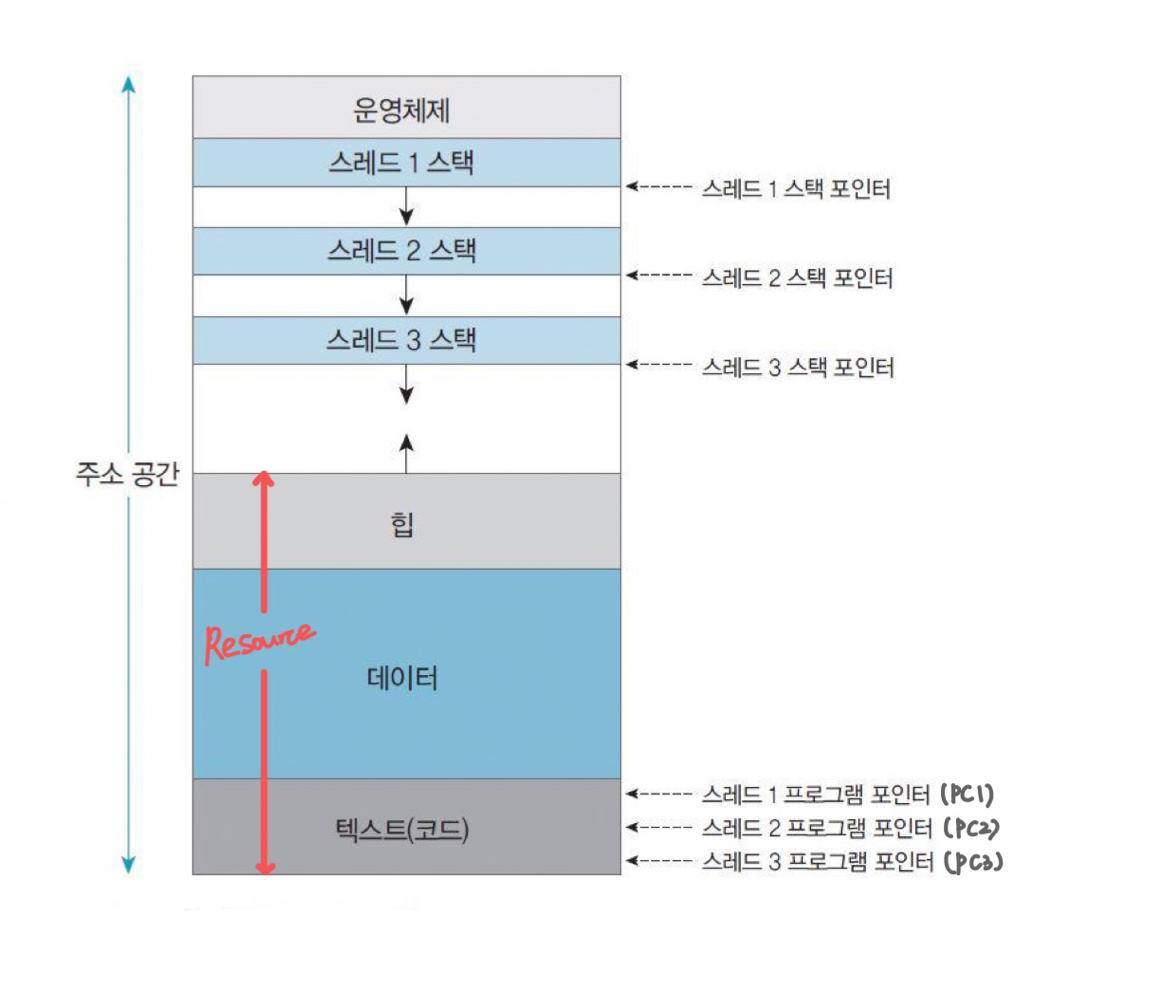 운영체제
스레드 1 스택
스레드 1 스택 포인터
스레드 2 스택
스레드 2 스택 포인터
스레드 3 스택
스레드 3 스택 포인터
주소 공간
힙
Resource
데이터
스레드 1 프로그램 포인터 (PC1)
텍스트(코드)
스레드 2 프로그램 포인터 (PC2)
스레드 3 프로그램 포인터 (PC3)